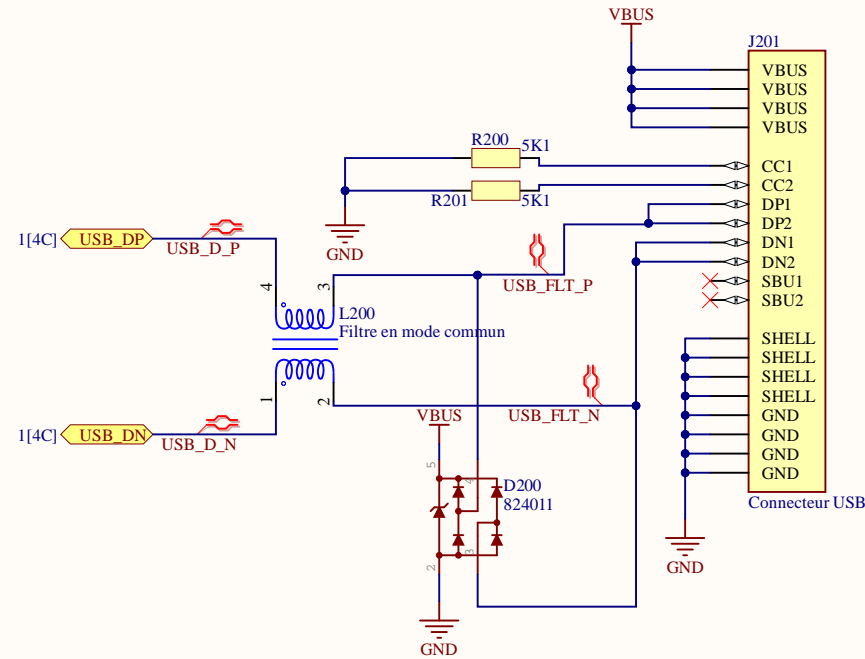 VBUS
J201
VBUS
VBUS
VBUS
VBUS
R200
5K1
CC1
R201
5K1
CC2
DP1
DP2
GND
1[4C]
USB_DP
USB_D_P
DN1
DN2
USB_FLT_P
SBU1
SBU2
4
3
L200
Filtre en mode commun
SHELL
SHELL
SHELL
SHELL
1
2
VBUS
USB_FLT_N
GND
GND
GND
GND
1[4C]
USB_DN
USB_D_N
5
4
D200
824011
Connecteur USB
2
3
GND
GND